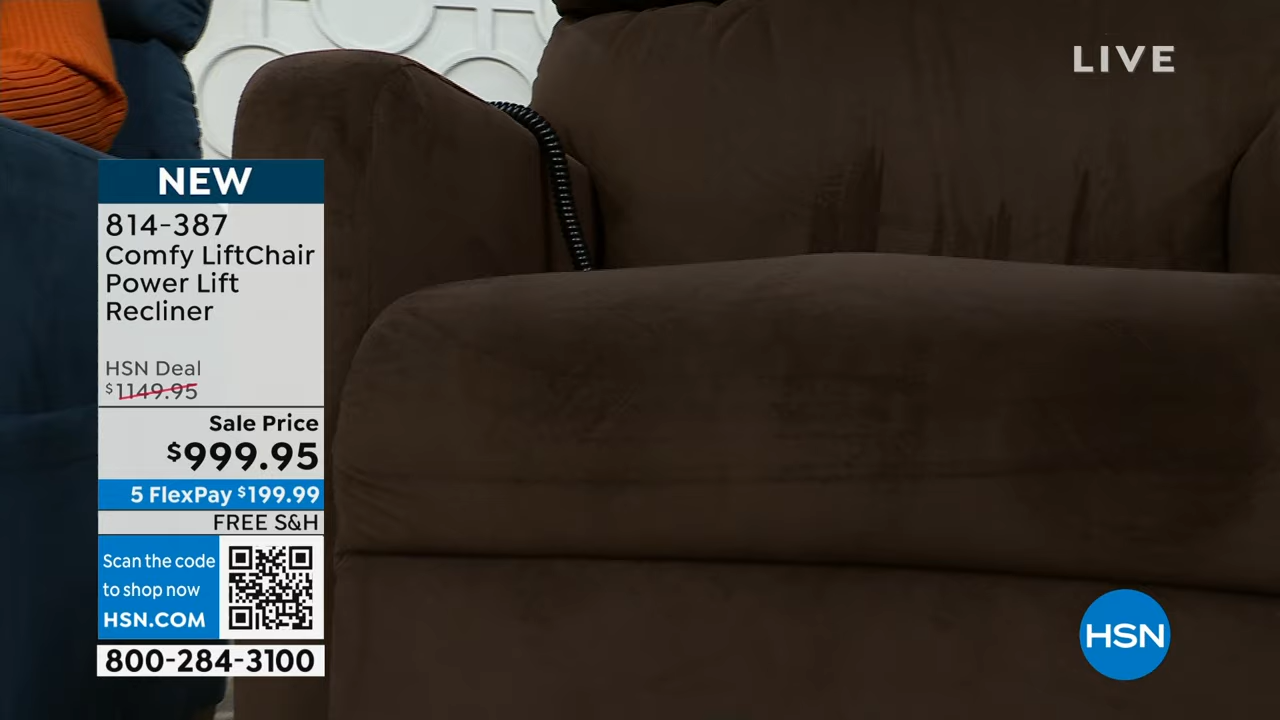 LIVE
NEW
814-387
Comfy LiftChair
Power Lift
Recliner
HSN Deal
$1149.95
Sale Price
$999.95
5 FlexPay $199.99
FREE S&H
Scan the code
to shop now
HSN.COM
800-284-3100
HSN